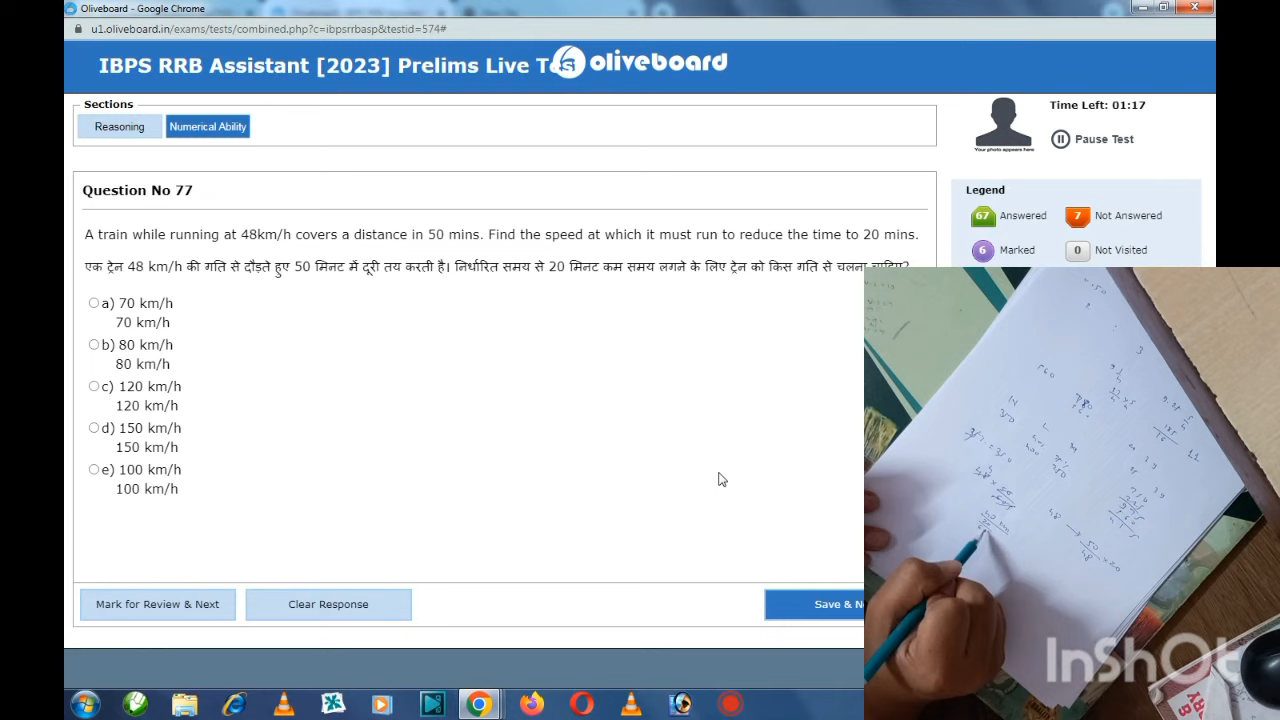 Oliveboard - Google Chrome
u1.oliveboard.in/exams/tests/combined.php?c=ibpsrrbasp&testid=574#
IBPS RRB Assistant [2023] Prelims Live
oliveboard
Sections
Reasoning
Numerical Ability
Time Left: 01:17
Your photo appears here
Pause Test
Question No 77
Legend
67 Answered
7 Not Answered
6 Marked
0 Not Visited
A train while running at 48km/h covers a distance in 50 mins. Find the speed at which it must run to reduce the time to 20 mins.
एक ट्रेन 48 km/h की गति से दौड़ते हुए 50 मिनट में दूरी तय करती है। निर्धारित समय से 20 मिनट कम समय लगने के लिए ट्रेन को किस गति से चलना चाहिए?
a) 70 km/h
70 km/h
b) 80 km/h
80 km/h
c) 120 km/h
120 km/h
d) 150 km/h
150 km/h
e) 100 km/h
100 km/h
Mark for Review & Next
Clear Response
Save &
InShOt